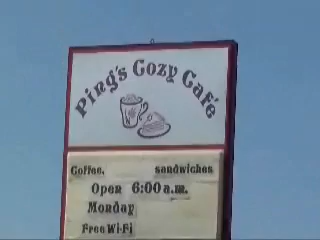 Ping's Cozy Café
Coffee, sandwiches
Open 6:00 a.m.
Monday
Free Wi-Fi